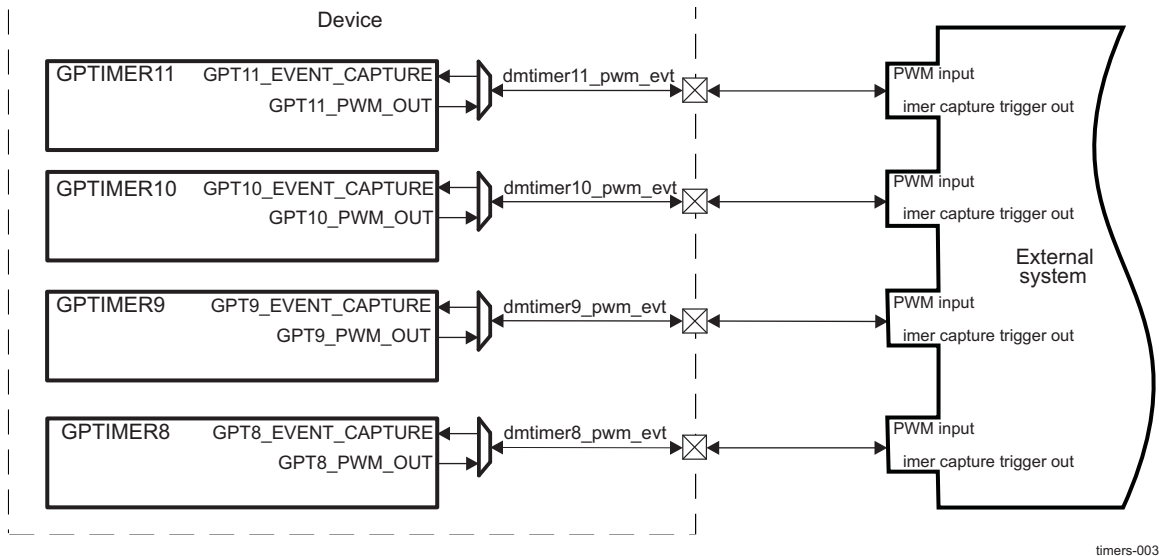 Device
GPTIMER11 GPT11_EVENT_CAPTURE
GPT11_PWM_OUT
dmtimer11_pwm_evt
PWM input
imer capture trigger out
GPTIMER10 GPT10_EVENT_CAPTURE
GPT10_PWM_OUT
dmtimer10_pwm_evt
PWM input
imer capture trigger out
External
system
GPTIMER9 GPT9_EVENT_CAPTURE
GPT9_PWM_OUT
dmtimer9_pwm_evt
PWM input
imer capture trigger out
GPTIMER8 GPT8_EVENT_CAPTURE
GPT8_PWM_OUT
dmtimer8_pwm_evt
PWM input
imer capture trigger out
timers-003